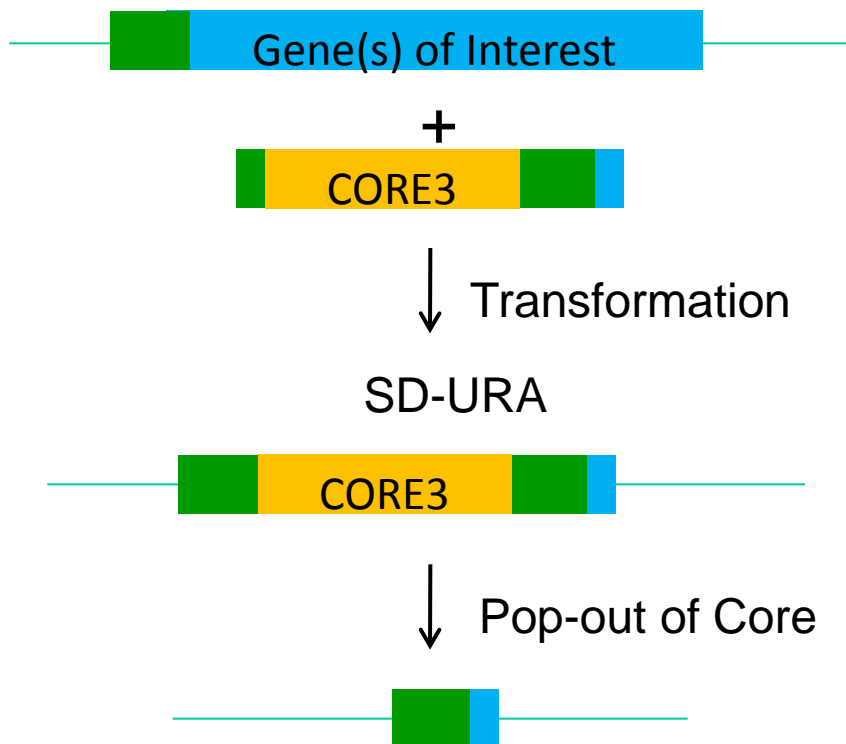 Gene(s) of Interest
+
CORE3
Transformation
SD-URA
CORE3
Pop-out of Core